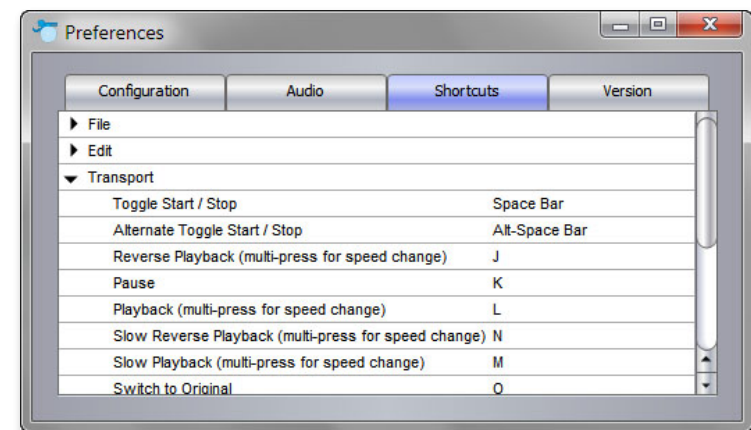 Preferences
Configuration Audio Shortcuts Version
File
Edit
Transport
Toggle Start / Stop Space Bar
Alternate Toggle Start / Stop Alt-Space Bar
Reverse Playback (multi-press for speed change) J
Pause K
Playback (multi-press for speed change) L
Slow Reverse Playback (multi-press for speed change) N
Slow Playback (multi-press for speed change) M
Switch to Original O